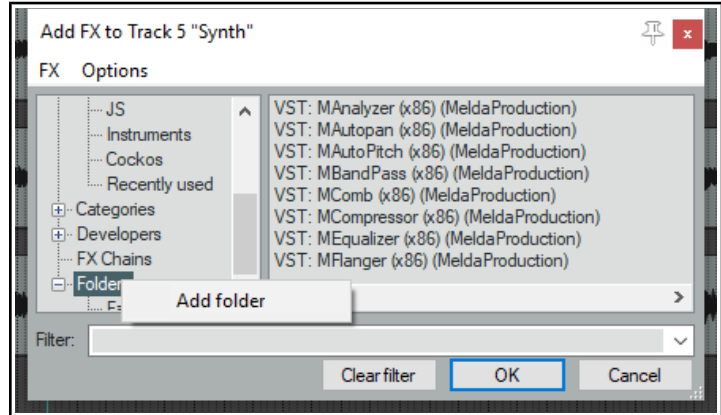 Add FX to Track 5 "Synth"
x
FX Options
JS
Instruments
Cockos
Recently used
Categories
Developers
FX Chains
VST: MAnalyzer (x86) (MeldaProduction)
VST: MAutopan (x86) (MeldaProduction)
VST: MAutoPitch (x86) (MeldaProduction)
VST: MBandPass (x86) (MeldaProduction)
VST: MComb (x86) (MeldaProduction)
VST: MCompressor (x86) (MeldaProduction)
VST: MEqualizer (x86) (MeldaProduction)
VST: MFlanger (x86) (MeldaProduction)
Folder
Add folder
Filter:
Clear filter OK Cancel